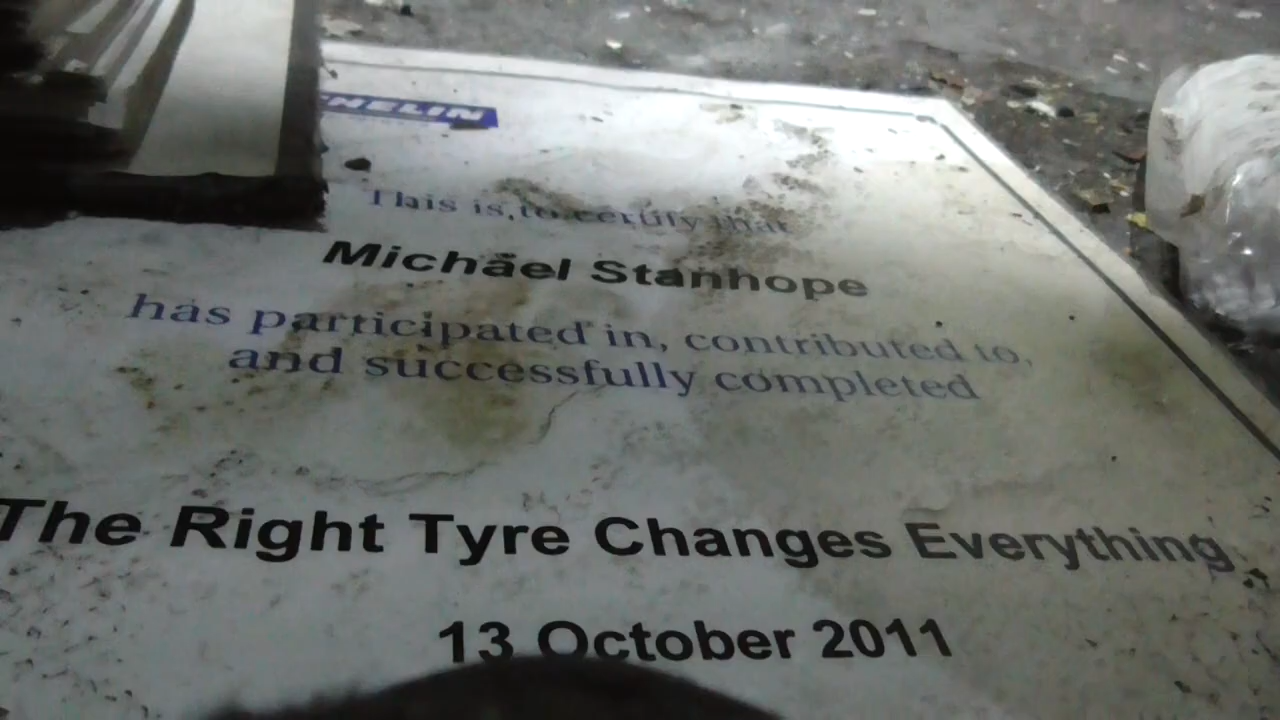 CHELIN
This is to certify that
Michael Stanhope
has participated in, contributed to,
and successfully completed
The Right Tyre Changes Everything
13 October 2011